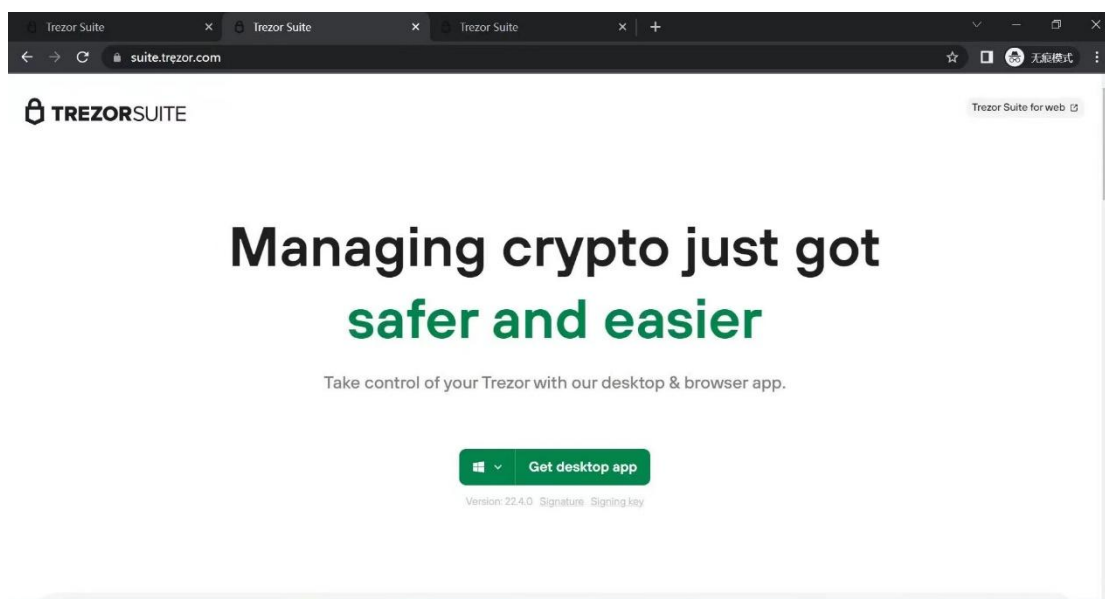 Trezor Suite
Trezor Suite
Trezor Suite
suite.tręzor.com
无痕模式
TREZORSUITE
Trezor Suite for web
Managing crypto just got
safer and easier
Take control of your Trezor with our desktop & browser app.
Get desktop app
Version: 22.4.0 Signature Signing key